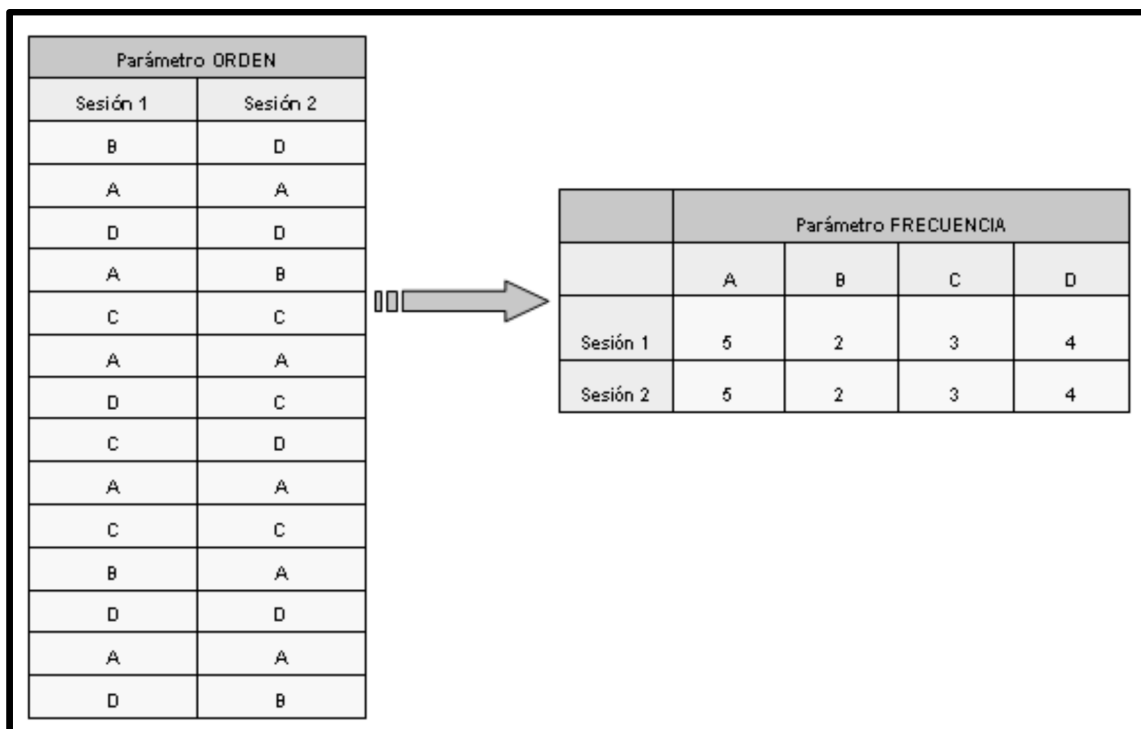 Parámetro ORDEN
Sesión 1 Sesión 2
B D
A A
D D
A B
C C
A A
D C
C D
A A
C C
B A
D D
A A
D B
Parámetro FRECUENCIA
A B C D
Sesión 1 5 2 3 4
Sesión 2 5 2 3 4